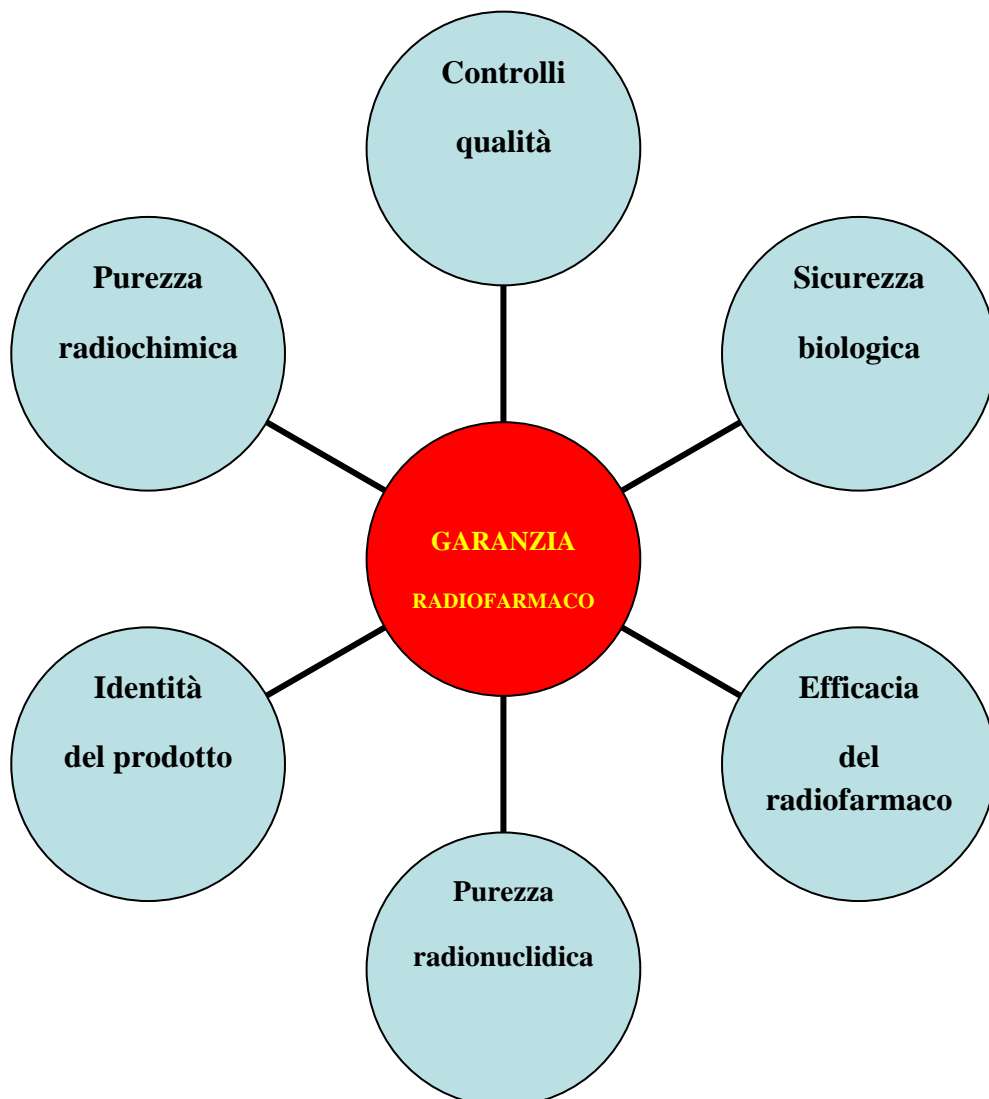 Controlli
qualità
Purezza
radiochimica
Sicurezza
biologica
GARANZIA
RADIOFARMACO
Identità
del prodotto
Efficacia
del
radiofarmaco
Purezza
radionuclidica